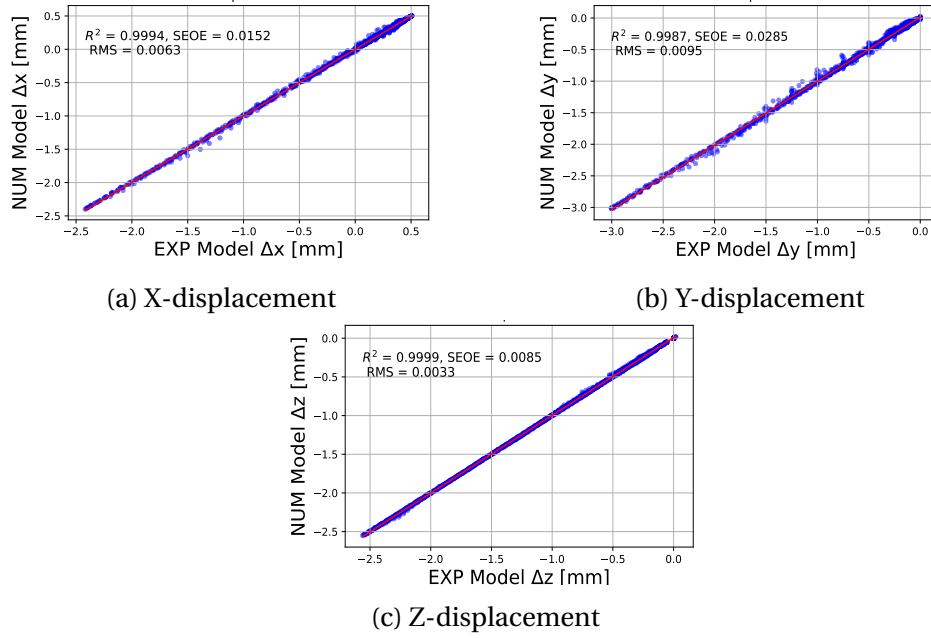 0.5
0.0
−0.5
−1.0
−1.5
−2.0
−2.5
NUM Model Δx [mm]
R² = 0.9994, SEOE = 0.0152
RMS = 0.0063
−2.5 −2.0 −1.5 −1.0 −0.5 0.0 0.5
EXP Model Δx [mm]
(a) X-displacement
0.0
−0.5
−1.0
−1.5
−2.0
−2.5
−3.0
NUM Model Δy [mm]
R² = 0.9987, SEOE = 0.0285
RMS = 0.0095
−3.0 −2.5 −2.0 −1.5 −1.0 −0.5 0.0
EXP Model Δy [mm]
(b) Y-displacement
0.0
−0.5
−1.0
−1.5
−2.0
−2.5
NUM Model Δz [mm]
R² = 0.9999, SEOE = 0.0085
RMS = 0.0033
−2.5 −2.0 −1.5 −1.0 −0.5 0.0
EXP Model Δz [mm]
(c) Z-displacement